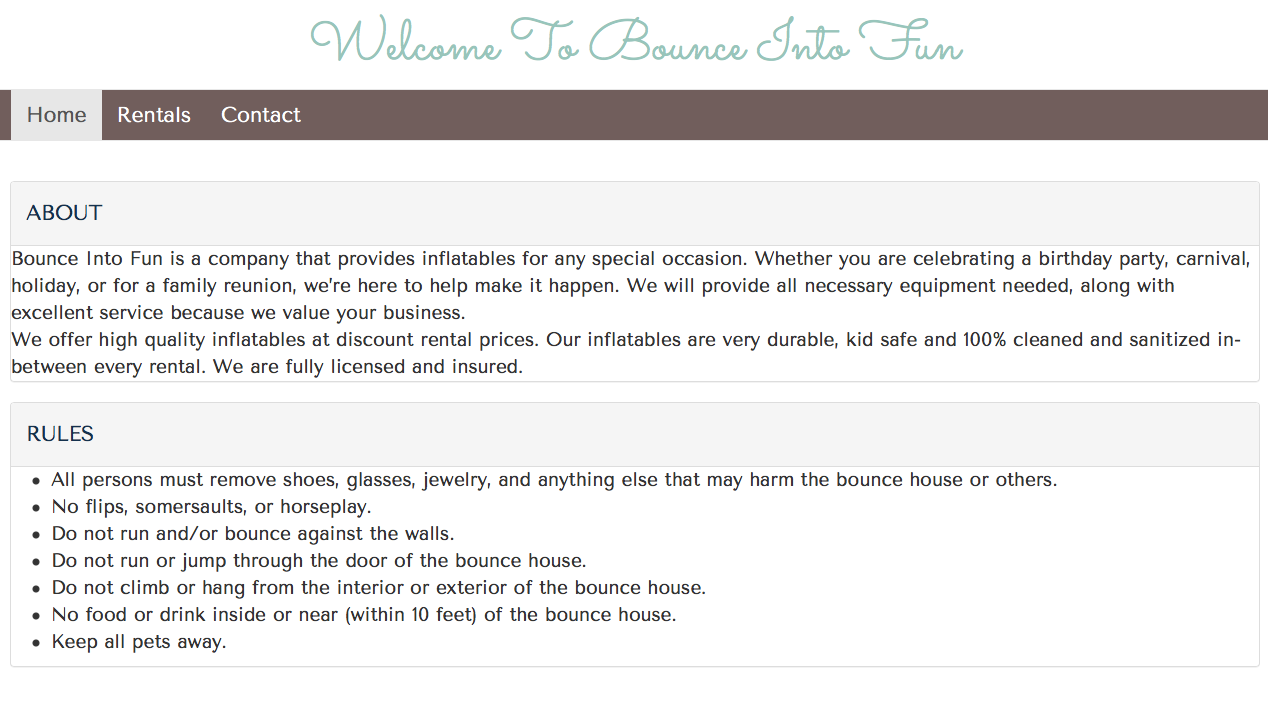 Welcome To Bounce Into Fun
Home Rentals Contact
ABOUT
Bounce Into Fun is a company that provides inflatables for any special occasion. Whether you are celebrating a birthday party, carnival,
holiday, or for a family reunion, we're here to help make it happen. We will provide all necessary equipment needed, along with
excellent service because we value your business.
We offer high quality inflatables at discount rental prices. Our inflatables are very durable, kid safe and 100% cleaned and sanitized in-
between every rental. We are fully licensed and insured.
RULES
• All persons must remove shoes, glasses, jewelry, and anything else that may harm the bounce house or others.
• No flips, somersaults, or horseplay.
• Do not run and/or bounce against the walls.
• Do not run or jump through the door of the bounce house.
• Do not climb or hang from the interior or exterior of the bounce house.
• No food or drink inside or near (within 10 feet) of the bounce house.
• Keep all pets away.